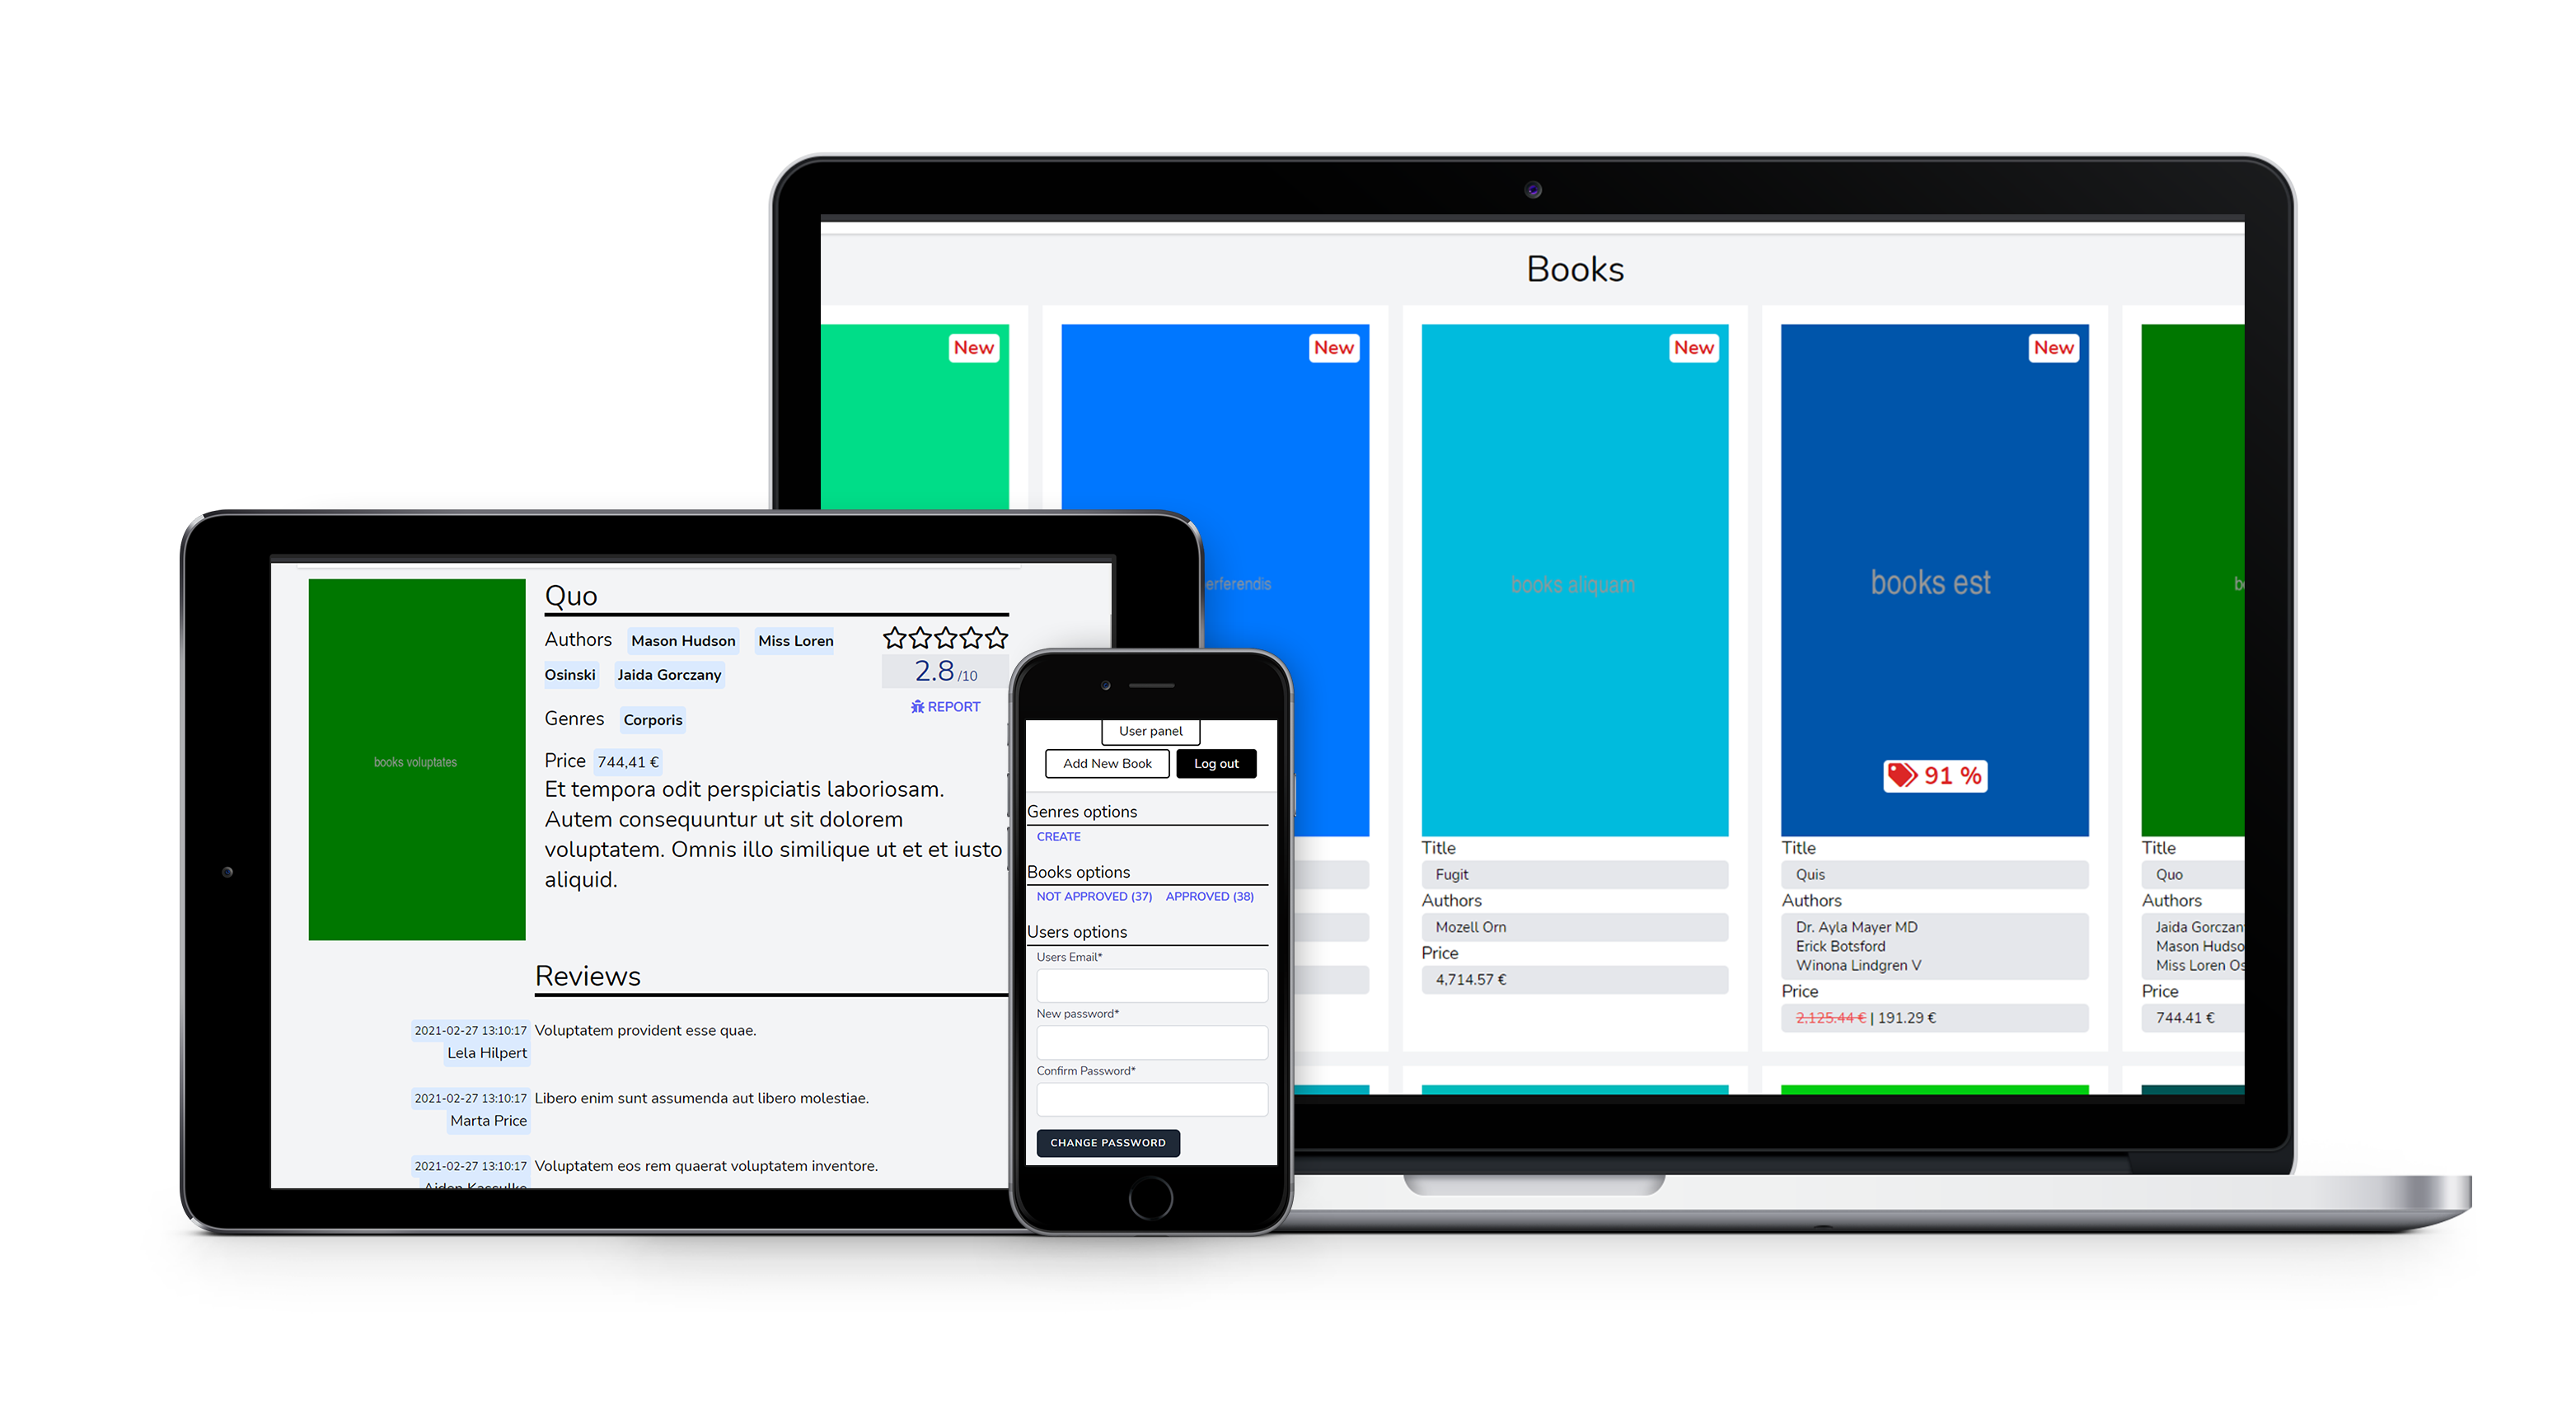 Books
New
New
New
New
erferendis
books aliquam
books est
91 %
Title
Fugit
Authors
Mozell Orn
Price
4,714.57 €
Title
Quis
Authors
Dr. Ayla Mayer MD
Erick Botsford
Winona Lindgren V
Price
2,125.44 € | 191.29 €
Title
Quo
Authors
Jaida Gorczan
Mason Hudso
Miss Loren Os
Price
744.41 €
books voluptates
Quo
Authors Mason Hudson Miss Loren
Osinski Jaida Gorczany
2.8 /10
REPORT
Genres Corporis
Price 744,41 €
Et tempora odit perspiciatis laboriosam.
Autem consequuntur ut sit dolorem
voluptatem. Omnis illo similique ut et et iusto
aliquid.
Reviews
2021-02-27 13:10:17 Voluptatem provident esse quae.
Lela Hilpert
2021-02-27 13:10:17 Libero enim sunt assumenda aut libero molestiae.
Marta Price
2021-02-27 13:10:17 Voluptatem eos rem quaerat voluptatem inventore.
User panel
Add New Book Log out
Genres options
CREATE
Books options
NOT APPROVED (37) APPROVED (38)
Users options
Users Email*
New password*
Confirm Password*
CHANGE PASSWORD